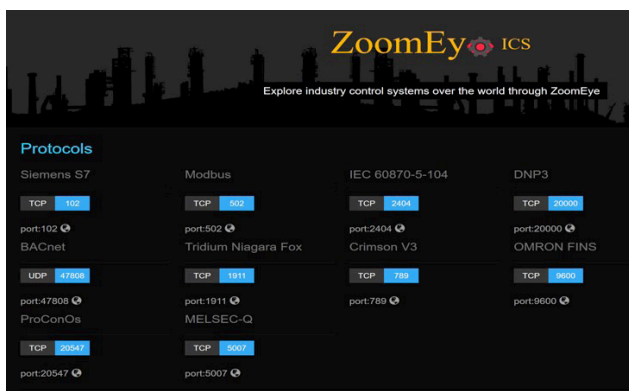 ZoomEy ICS
Explore industry control systems over the world through ZoomEye
Protocols
Siemens S7 Modbus IEC 60870-5-104 DNP3
TCP 102 TCP 502 TCP 2404 TCP 20000
port:102 port:502 port:2404 port:20000
BACnet Tridium Niagara Fox Crimson V3 OMRON FINS
UDP 47808 TCP 1911 TCP 789 TCP 9600
port:47808 port:1911 port:789 port:9600
ProConOs MELSEC-Q
TCP 20547 TCP 5007
port:20547 port:5007